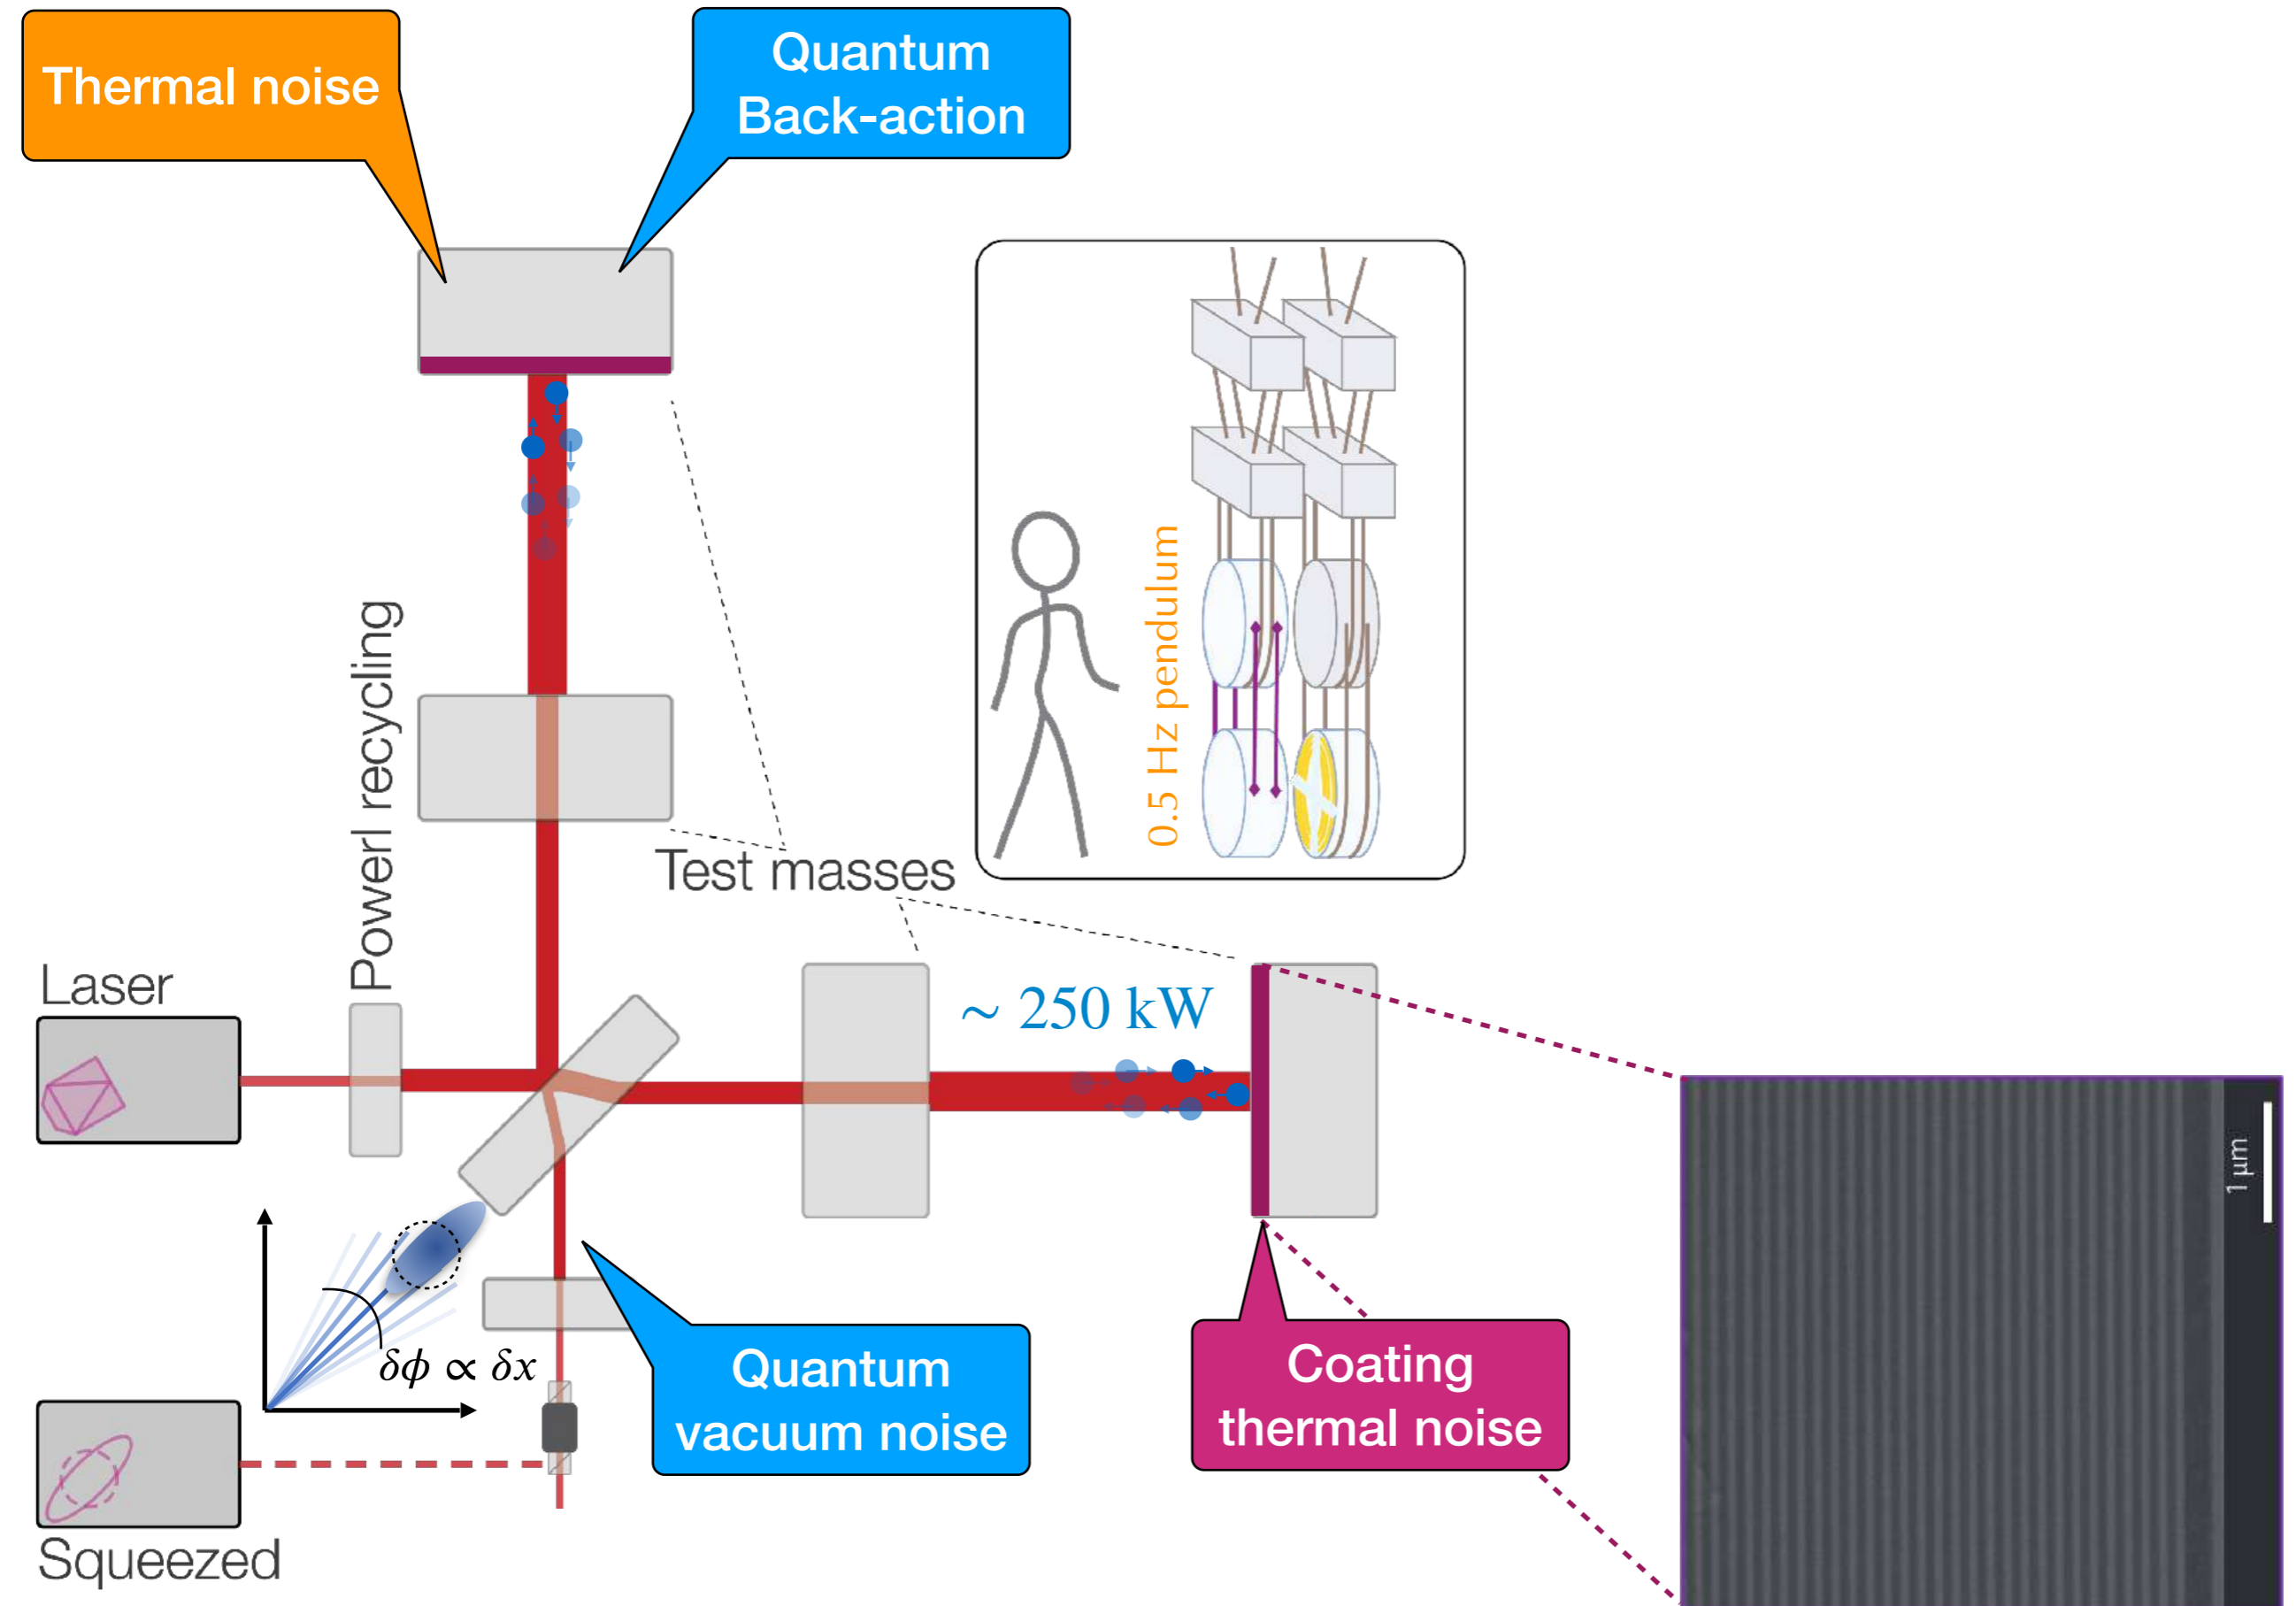 Thermal noise
Quantum
Back-action
0.5 Hz pendulum
Powerl recycling
Test masses
Laser
~ 250 kW
1 μm
δϕ ∝ δx
Quantum
vacuum noise
Coating
thermal noise
Squeezed